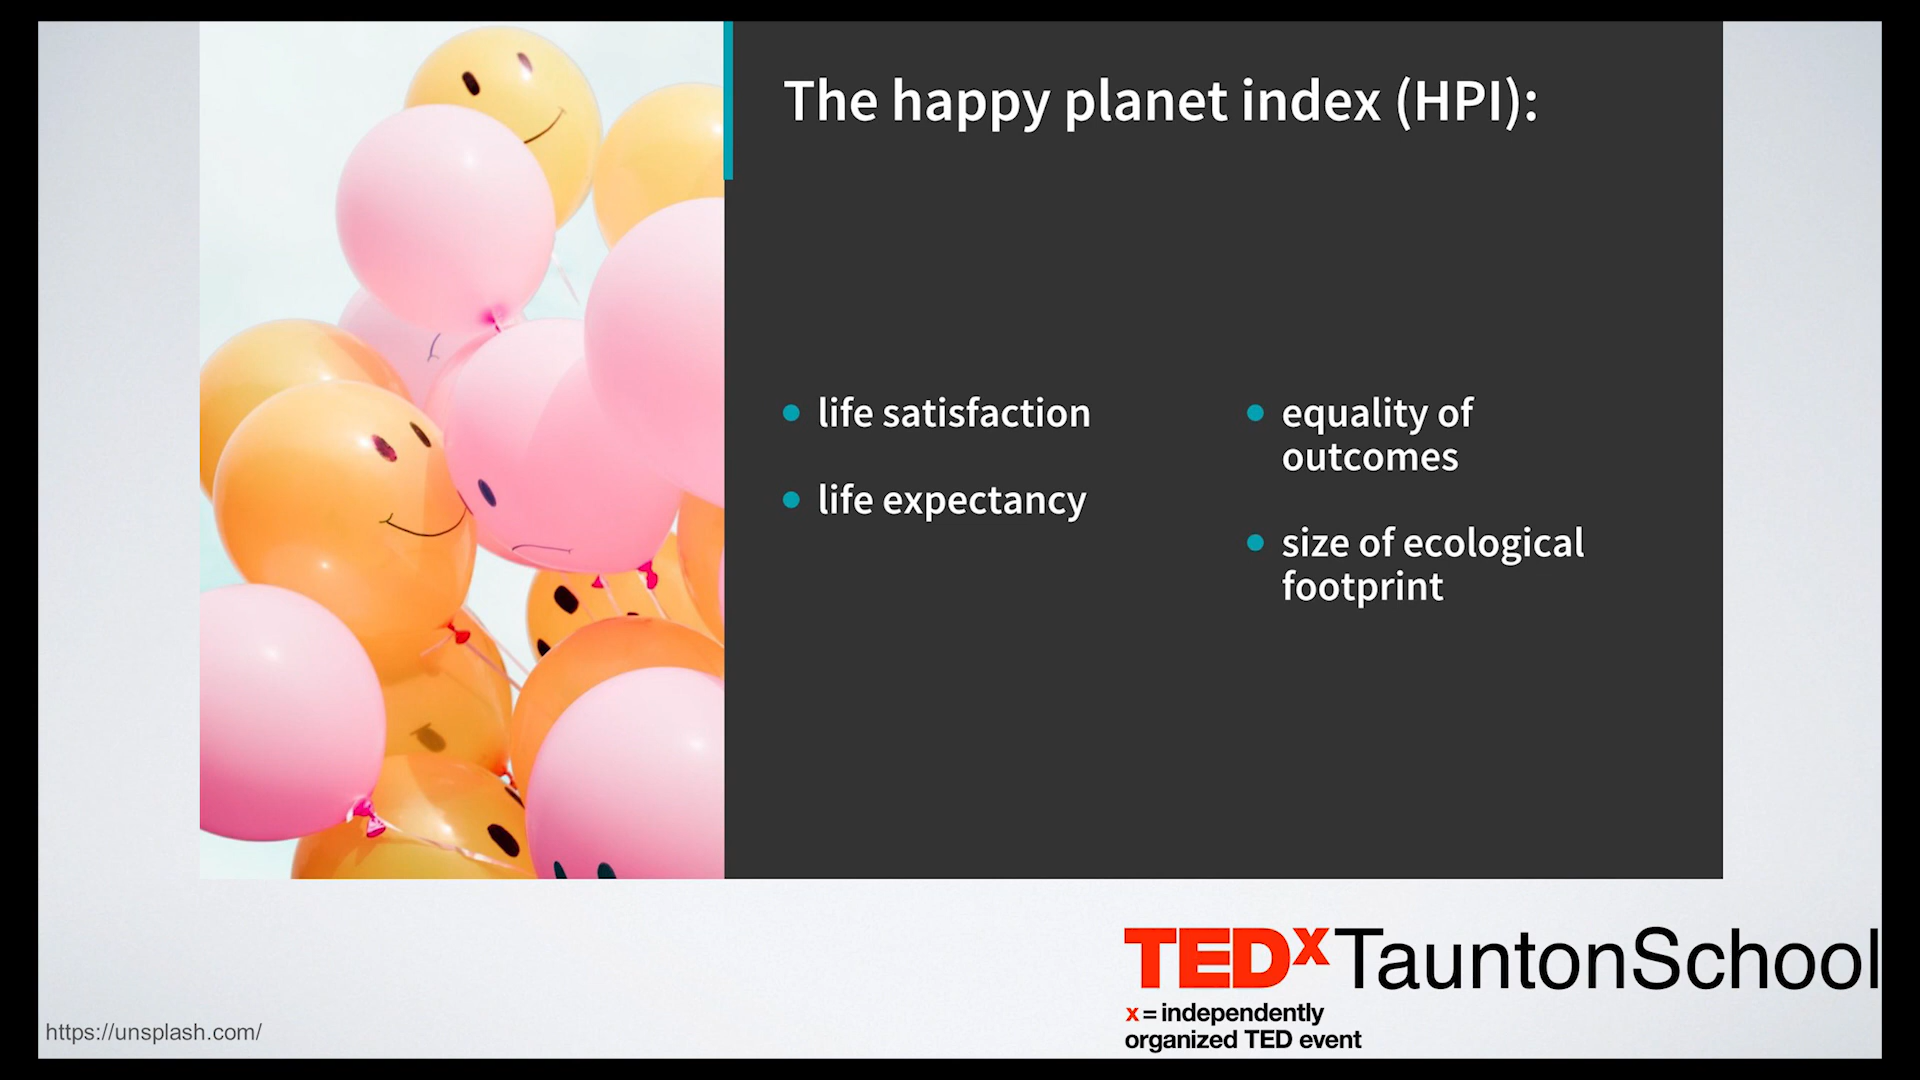 The happy planet index (HPI):
life satisfaction
life expectancy
equality of
outcomes
size of ecological
footprint
TEDxTauntonSchool
x = independently
organized TED event
https://unsplash.com/